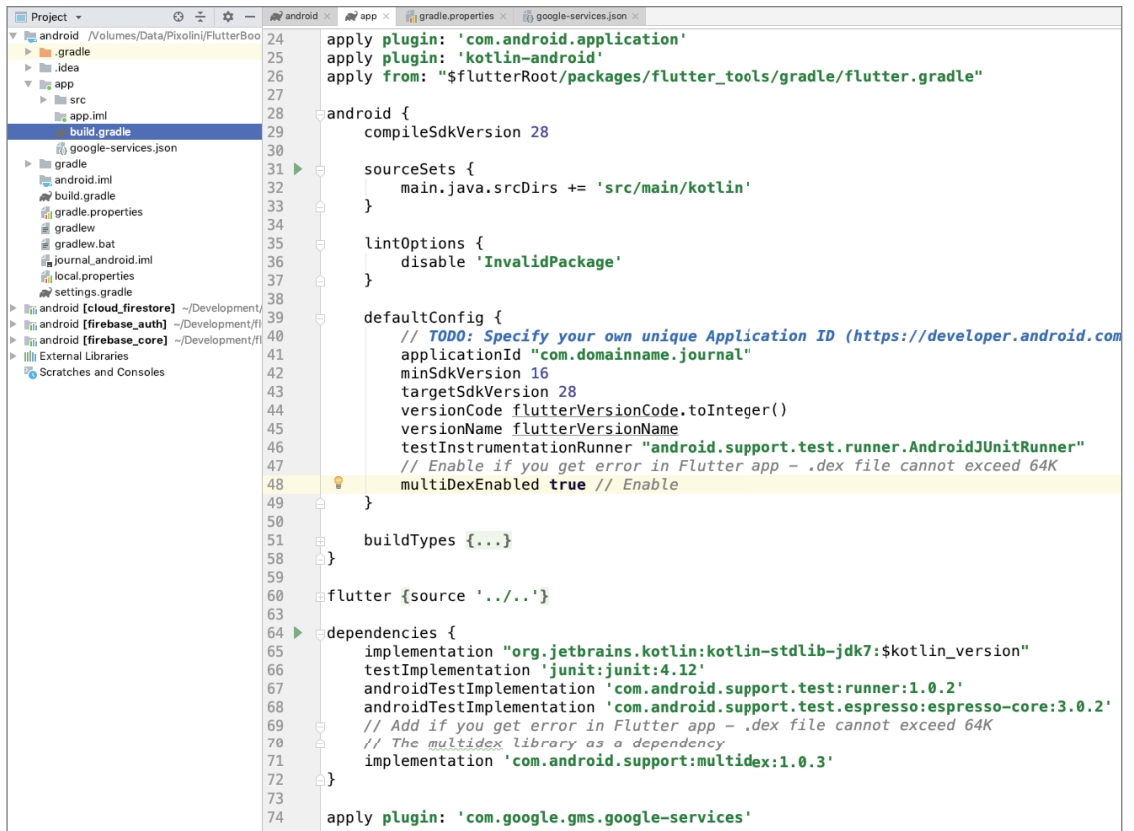 Project
android
app
gradle.properties
google-services.json
android /Volumes/Data/Pixolini/FlutterBoo
.gradle
.idea
app
src
app.iml
build.gradle
google-services.json
gradle
android.iml
build.gradle
gradle.properties
gradlew
gradlew.bat
journal_android.iml
local.properties
settings.gradle
android [cloud_firestore] ~/Development/
android [firebase_auth] ~/Development/fl
android [firebase_core] ~/Development/fl
External Libraries
Scratches and Consoles
24 apply plugin: 'com.android.application'
25 apply plugin: 'kotlin-android'
26 apply from: "$flutterRoot/packages/flutter_tools/gradle/flutter.gradle"
27
28 android {
29 compileSdkVersion 28
30
31 sourceSets {
32 main.java.srcDirs += 'src/main/kotlin'
33 }
34
35 lintOptions {
36 disable 'InvalidPackage'
37 }
38
39 defaultConfig {
40 // TODO: Specify your own unique Application ID (https://developer.android.com
41 applicationId "com.domainname.journal"
42 minSdkVersion 16
43 targetSdkVersion 28
44 versionCode flutterVersionCode.toInteger()
45 versionName flutterVersionName
46 testInstrumentationRunner "android.support.test.runner.AndroidJUnitRunner"
47 // Enable if you get error in Flutter app – .dex file cannot exceed 64K
48 multiDexEnabled true // Enable
49 }
50
51 buildTypes {...}
58 }
59
60 flutter {source '../..'}
63
64 dependencies {
65 implementation "org.jetbrains.kotlin:kotlin-stdlib-jdk7:$kotlin_version"
66 testImplementation 'junit:junit:4.12'
67 androidTestImplementation 'com.android.support.test:runner:1.0.2'
68 androidTestImplementation 'com.android.support.test.espresso:espresso-core:3.0.2'
69 // Add if you get error in Flutter app – .dex file cannot exceed 64K
70 // The multidex library as a dependency
71 implementation 'com.android.support:multidex:1.0.3'
72 }
73
74 apply plugin: 'com.google.gms.google-services'